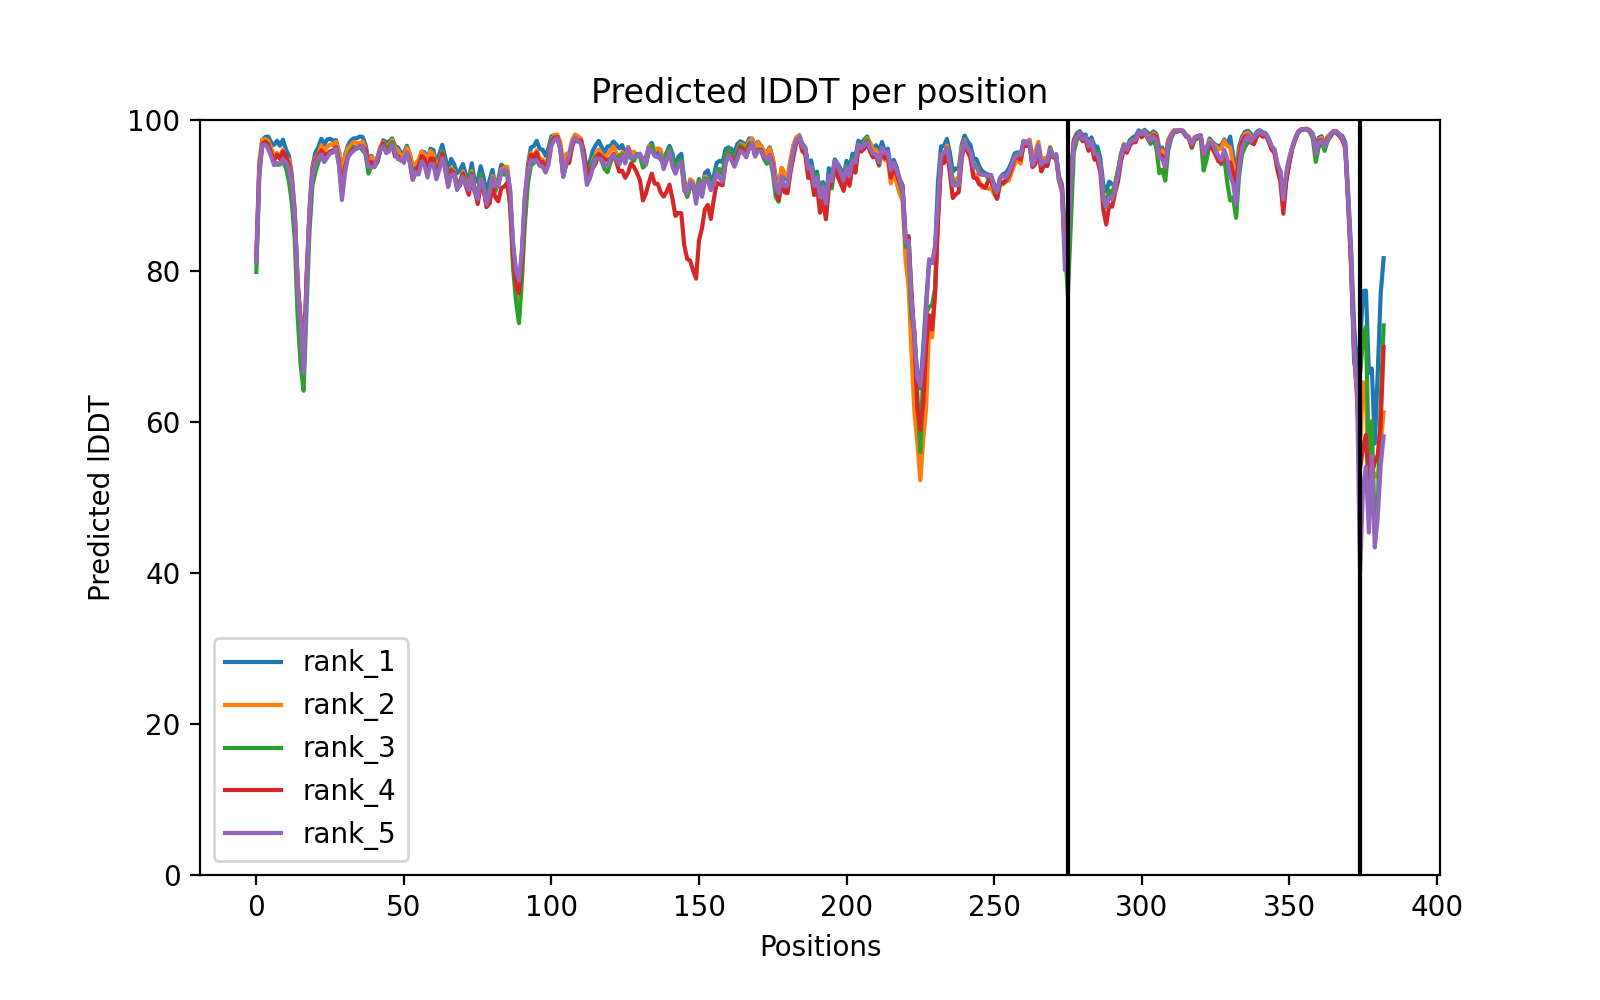 Predicted lDDT per position
Predicted lDDT
100
80
60
40
20
0
rank_1
rank_2
rank_3
rank_4
rank_5
0 50 100 150 200 250 300 350 400
Positions